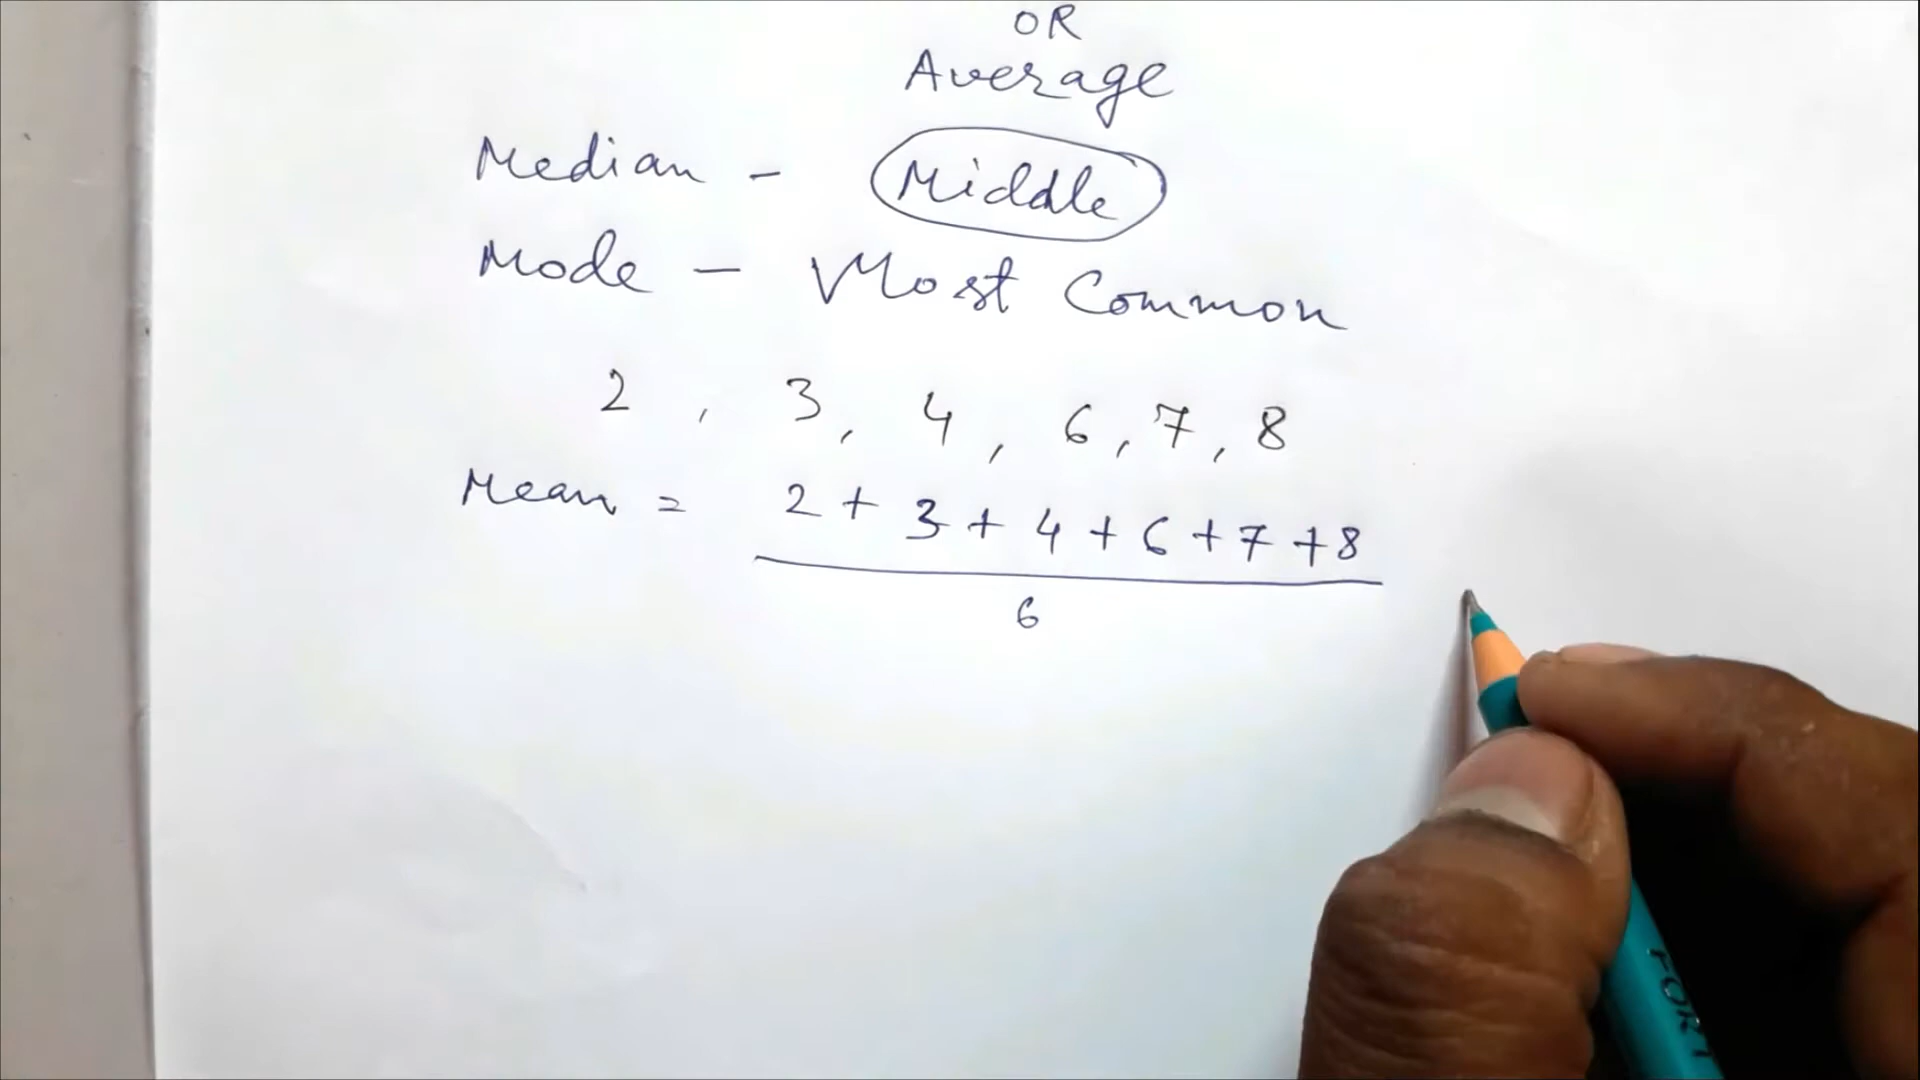 OR
Average
Median - Middle
Mode - Most Common
2 , 3 , 4 , 6 , 7 , 8
Mean = 2 + 3 + 4 + 6 + 7 + 8
6